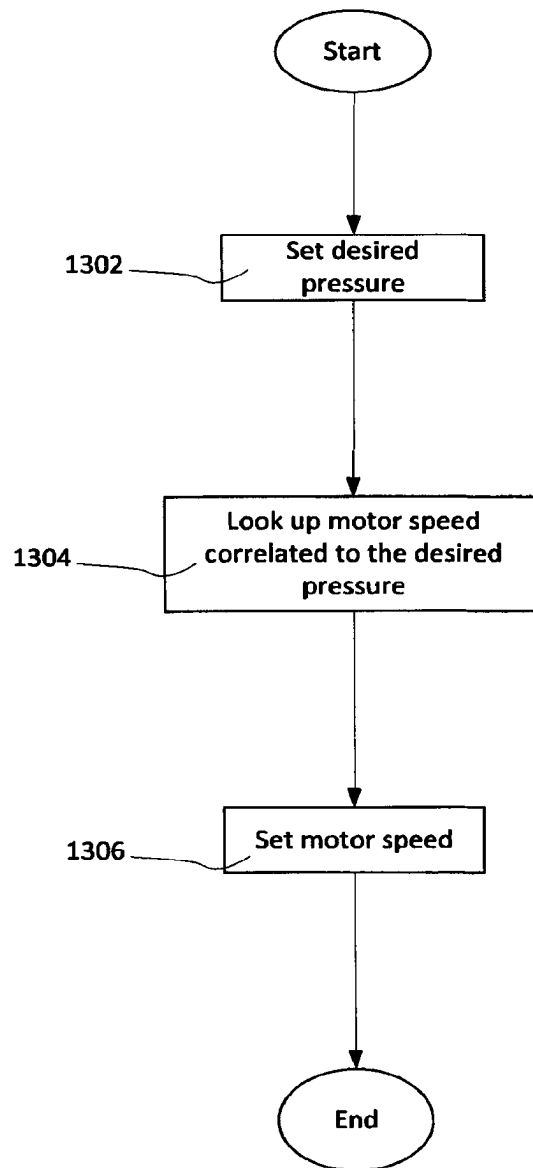 Start
1302
Set desired
pressure
Look up motor speed
1304
correlated to the desired
pressure
1306
Set motor speed
End